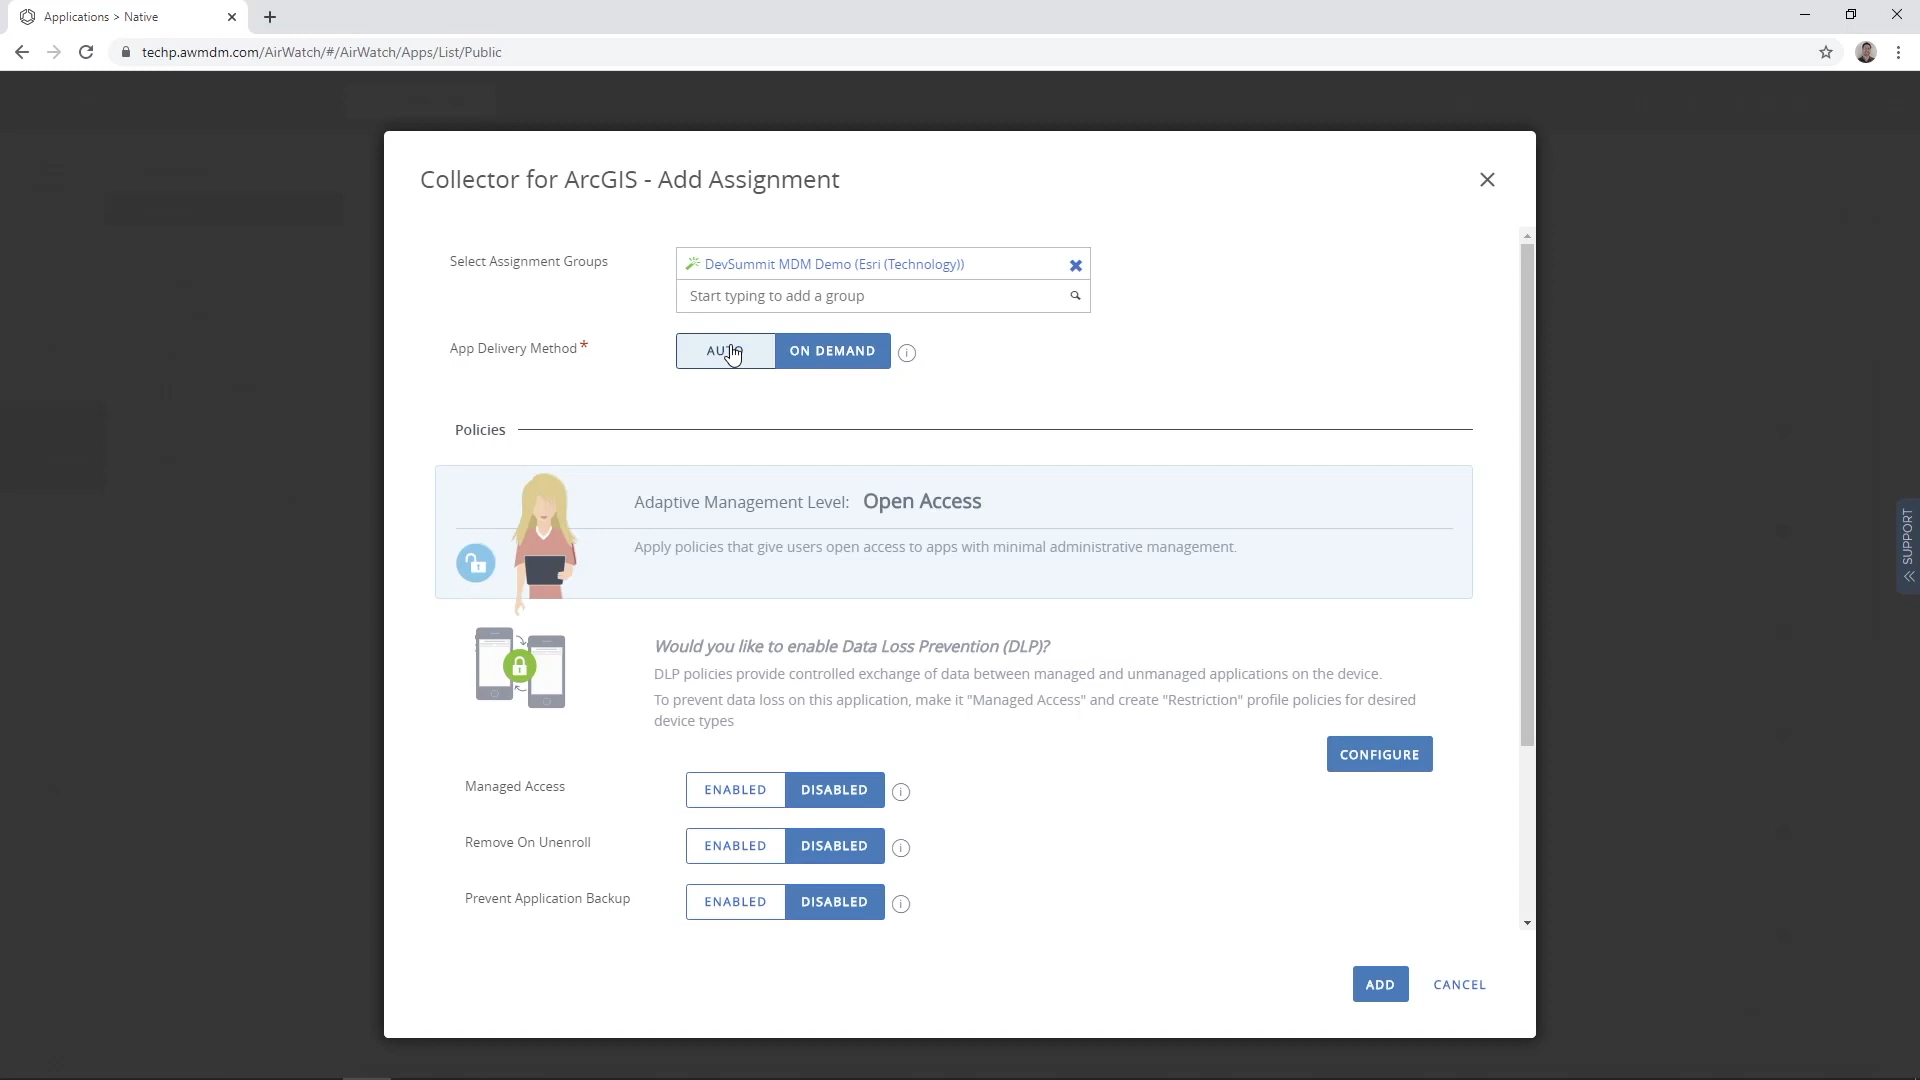 Applications > Native
techp.awmdm.com/AirWatch/#/AirWatch/Apps/List/Public
Collector for ArcGIS - Add Assignment
Select Assignment Groups
DevSummit MDM Demo (Esri (Technology))
Start typing to add a group
App Delivery Method*
AUTO
ON DEMAND
Policies
Adaptive Management Level: Open Access
Apply policies that give users open access to apps with minimal administrative management.
Would you like to enable Data Loss Prevention (DLP)?
DLP policies provide controlled exchange of data between managed and unmanaged applications on the device.
To prevent data loss on this application, make it "Managed Access" and create "Restriction" profile policies for desired
device types
CONFIGURE
Managed Access
ENABLED
DISABLED
Remove On Unenroll
ENABLED
DISABLED
Prevent Application Backup
ENABLED
DISABLED
ADD
CANCEL
SUPPORT